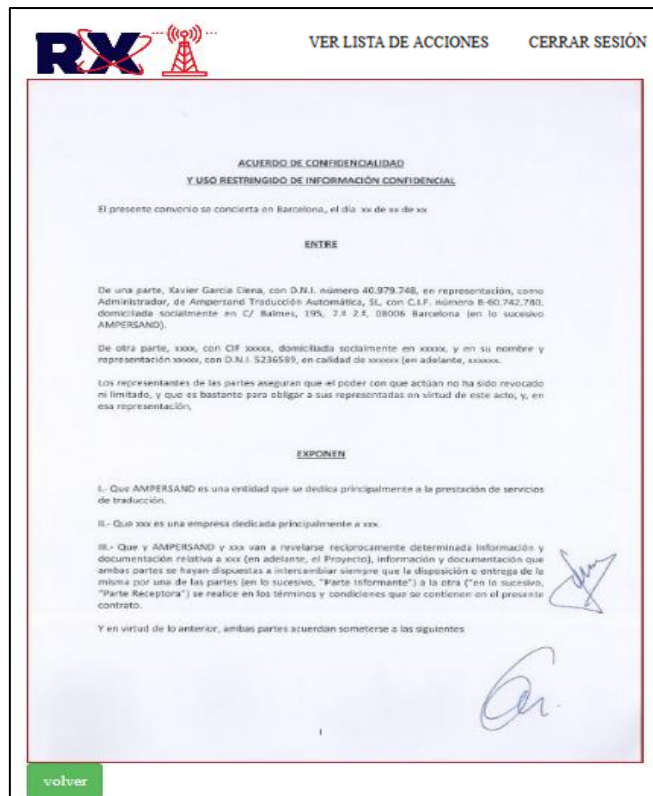 RX
VER LISTA DE ACCIONES
CERRAR SESIÓN
ACUERDO DE CONFIDENCIALIDAD
Y USO RESTRINGIDO DE INFORMACIÓN CONFIDENCIAL
El presente convenio se concierta en Barcelona, el día xx de xx de xx
ENTRE
De una parte, Xavier Garcia Elena, con D.N.I. número 40.979.748, en representación, como
Administrador, de Ampersand Traducción Automática, SL, con C.I.F. número B-60.742.780,
domiciliada socialmente en C/ Balmes, 195, 7.º 2.ª, 08006 Barcelona (en lo sucesivo
AMPERSAND).
De otra parte, xxxx, con CIF xxxxx, domiciliada socialmente en xxxxx, y en su nombre y
representación xxxxx, con D.N.I. 5236589, en calidad de xxxxxx (en adelante, xxxxxx.
Los representantes de las partes aseguran que el poder con que actúan no ha sido revocado
ni limitado, y que es bastante para obligar a sus representadas en virtud de este acto, y, en
esa representación,
EXPONEN
I.- Que AMPERSAND es una entidad que se dedica principalmente a la prestación de servicios
de traducción.
II.- Que xxx es una empresa dedicada principalmente a xxx.
III.- Que y AMPERSAND y xxx van a revelarse recíprocamente determinada información y
documentación relativa a xxx (en adelante, el Proyecto), información y documentación que
ambas partes se hayan dispuestas a intercambiar siempre que la disposición o entrega de la
misma por una de las partes (en lo sucesivo, "Parte Informante") a la otra ("en lo sucesivo,
"Parte Receptora") se realice en los términos y condiciones que se contienen en el presente
contrato.
Y en virtud de lo anterior, ambas partes acuerdan someterse a las siguientes
1
volver